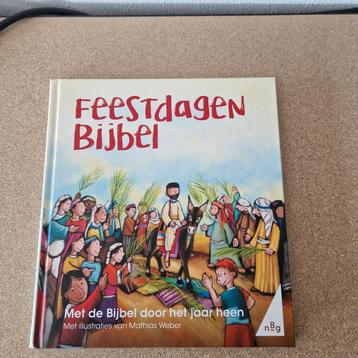 Feestdagen
Bijbel
Met de Bijbel door het jaar heen
Met illustraties van Mathias Weber
nBg